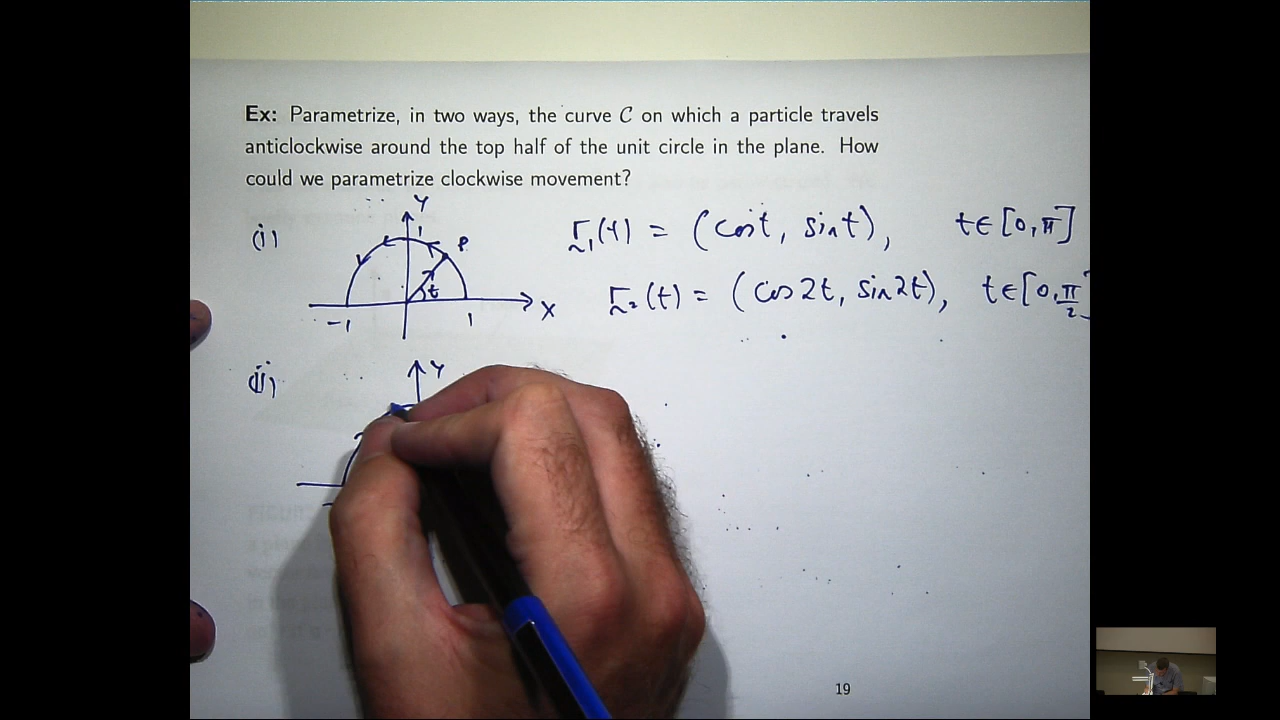 Ex: Parametrize, in two ways, the curve C on which a particle travels
anticlockwise around the top half of the unit circle in the plane. How
could we parametrize clockwise movement?
(i)
Y
1
P
t
-1
1
X
r₁(t) = (cos t, sin t), t ∈ [0, π]
r₂(t) = (cos 2t, sin 2t), t ∈ [0, π/2]
(ii)
Y
19